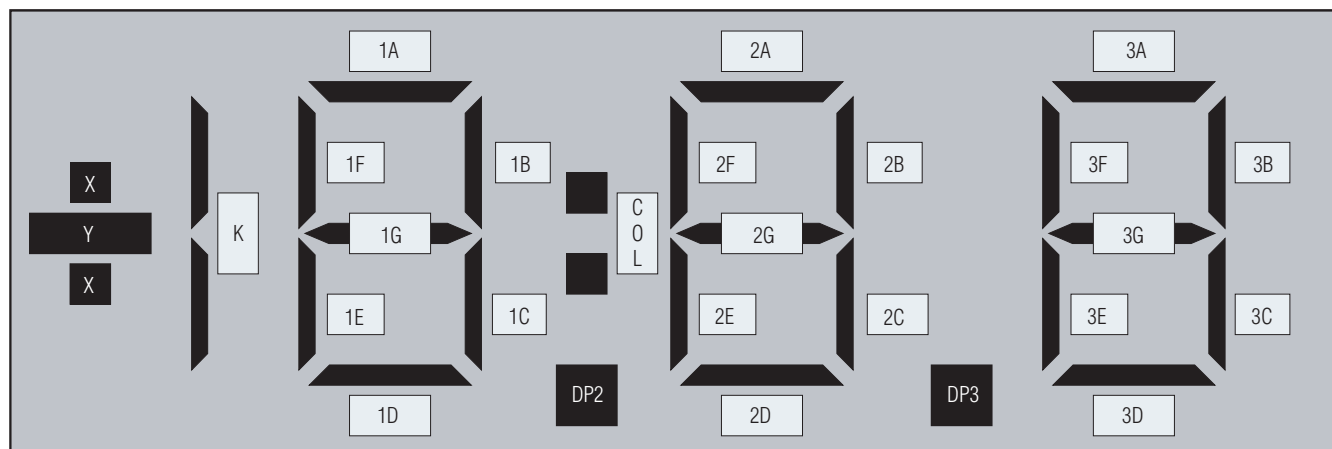 1A 2A 3A
1F 1B 2F 2B 3F 3B
X
Y K 1G COL 2G 3G
X
1E 1C 2E 2C 3E 3C
DP2 DP3
1D 2D 3D